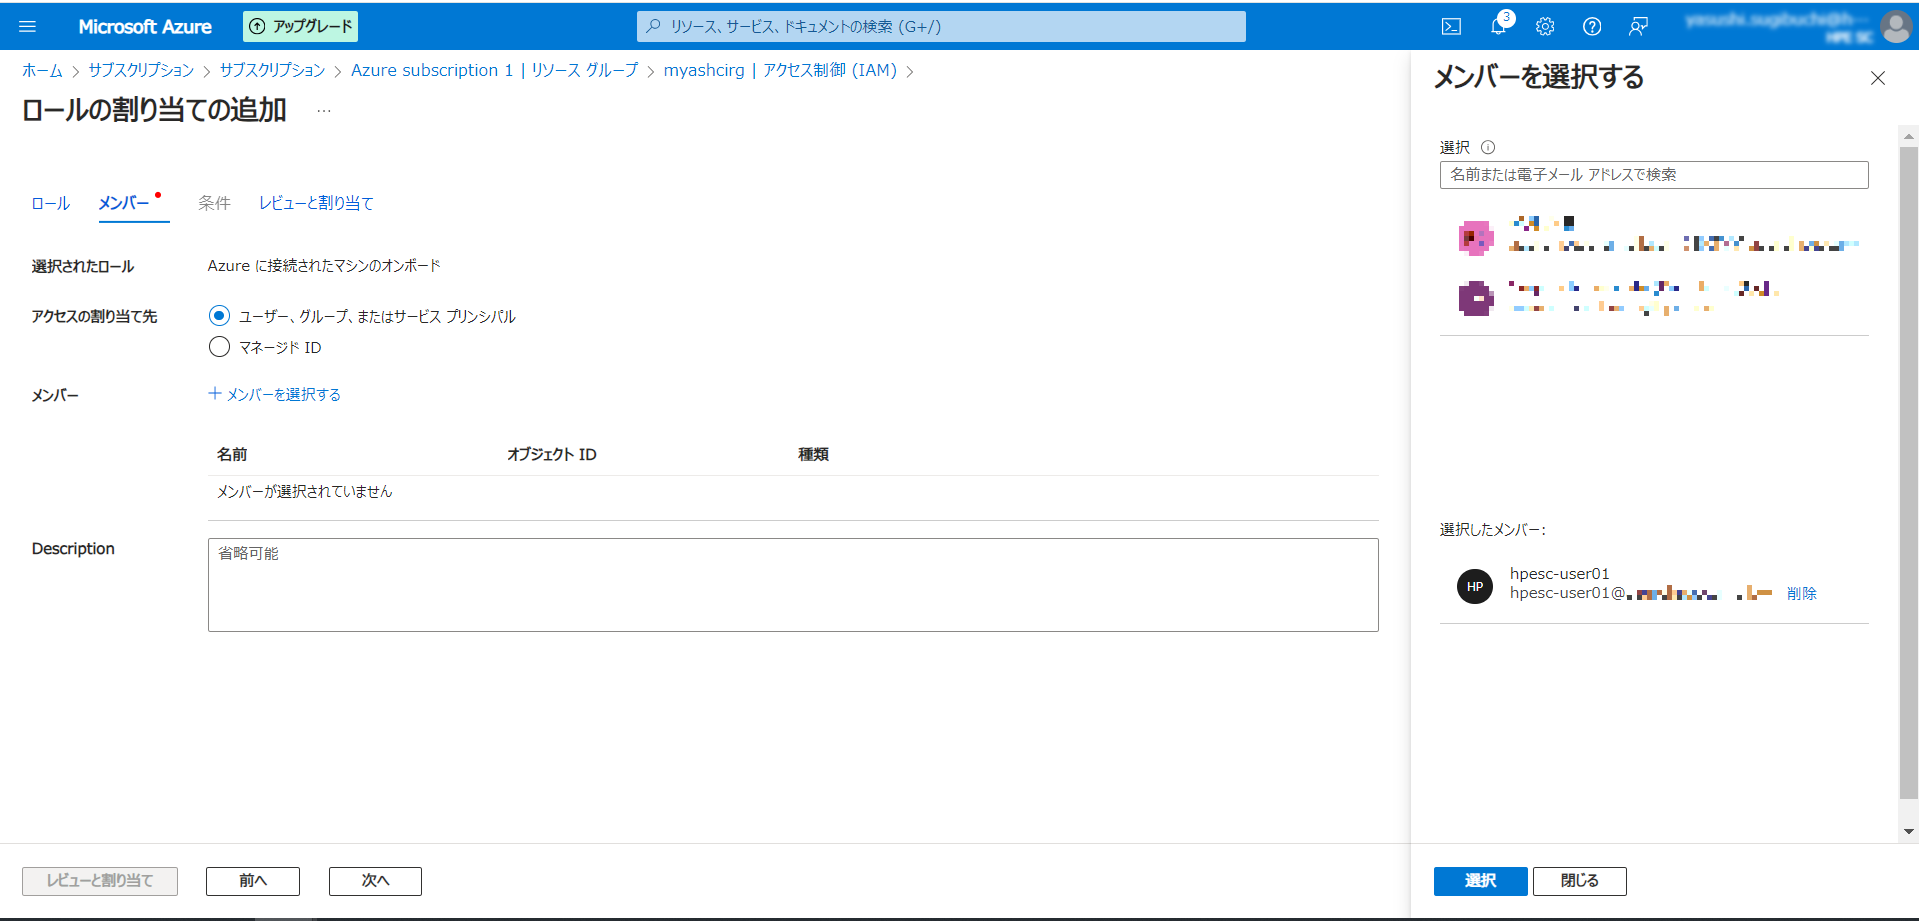 Microsoft Azure
アップグレード
リソース、サービス、ドキュメントの検索 (G+/)
3
HPE SC
ホーム > サブスクリプション > サブスクリプション > Azure subscription 1 | リソース グループ > myashcirg | アクセス制御 (IAM) >
ロールの割り当ての追加 …
ロール
メンバー
条件
レビューと割り当て
選択されたロール
Azure に接続されたマシンのオンボード
アクセスの割り当て先
ユーザー、グループ、またはサービス プリンシパル
マネージド ID
メンバー
+ メンバーを選択する
名前 オブジェクト ID 種類
メンバーが選択されていません
Description
省略可能
レビューと割り当て
前へ
次へ
メンバーを選択する
選択
名前または電子メール アドレスで検索
選択したメンバー:
HP
hpesc-user01
hpesc-user01@
削除
選択
閉じる